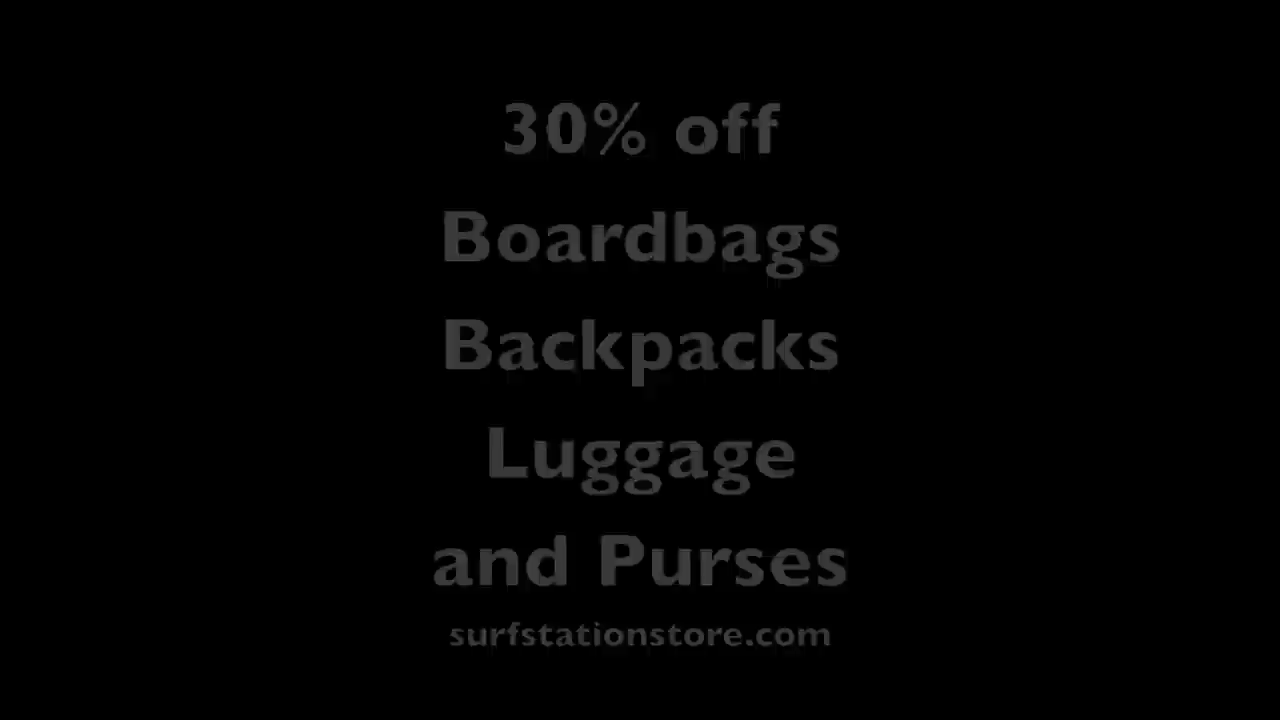 30% off
Boardbags
Backpacks
Luggage
and Purses
surfstationstore.com